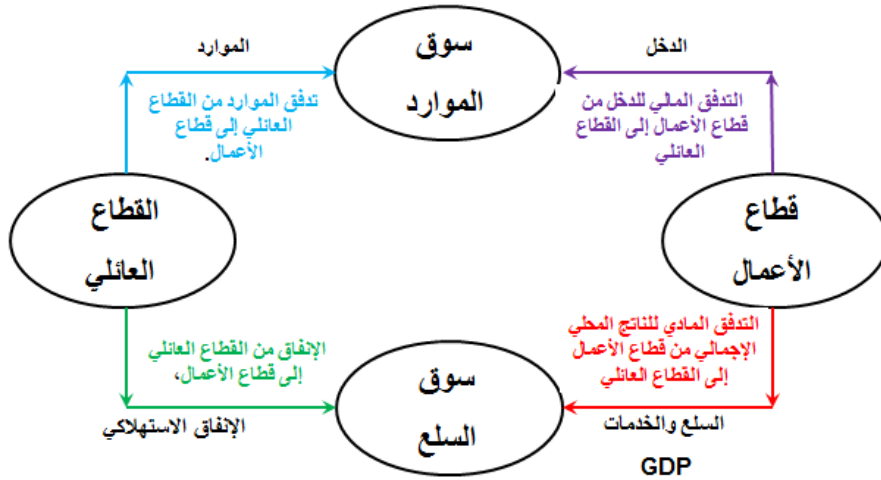 سوق
الموارد
الموارد
تدفق الموارد من القطاع
العائلي إلى قطاع
الأعمال.
الدخل
التدفق المالي للدخل من
قطاع الأعمال إلى القطاع
العائلي
القطاع
العائلي
قطاع
الأعمال
الإنفاق من القطاع العائلي
إلى قطاع الأعمال،
الإنفاق الاستهلاكي
التدفق المادي للناتج المحلي
الإجمالي من قطاع الأعمال
إلى القطاع العائلي
السلع والخدمات
GDP
سوق
السلع